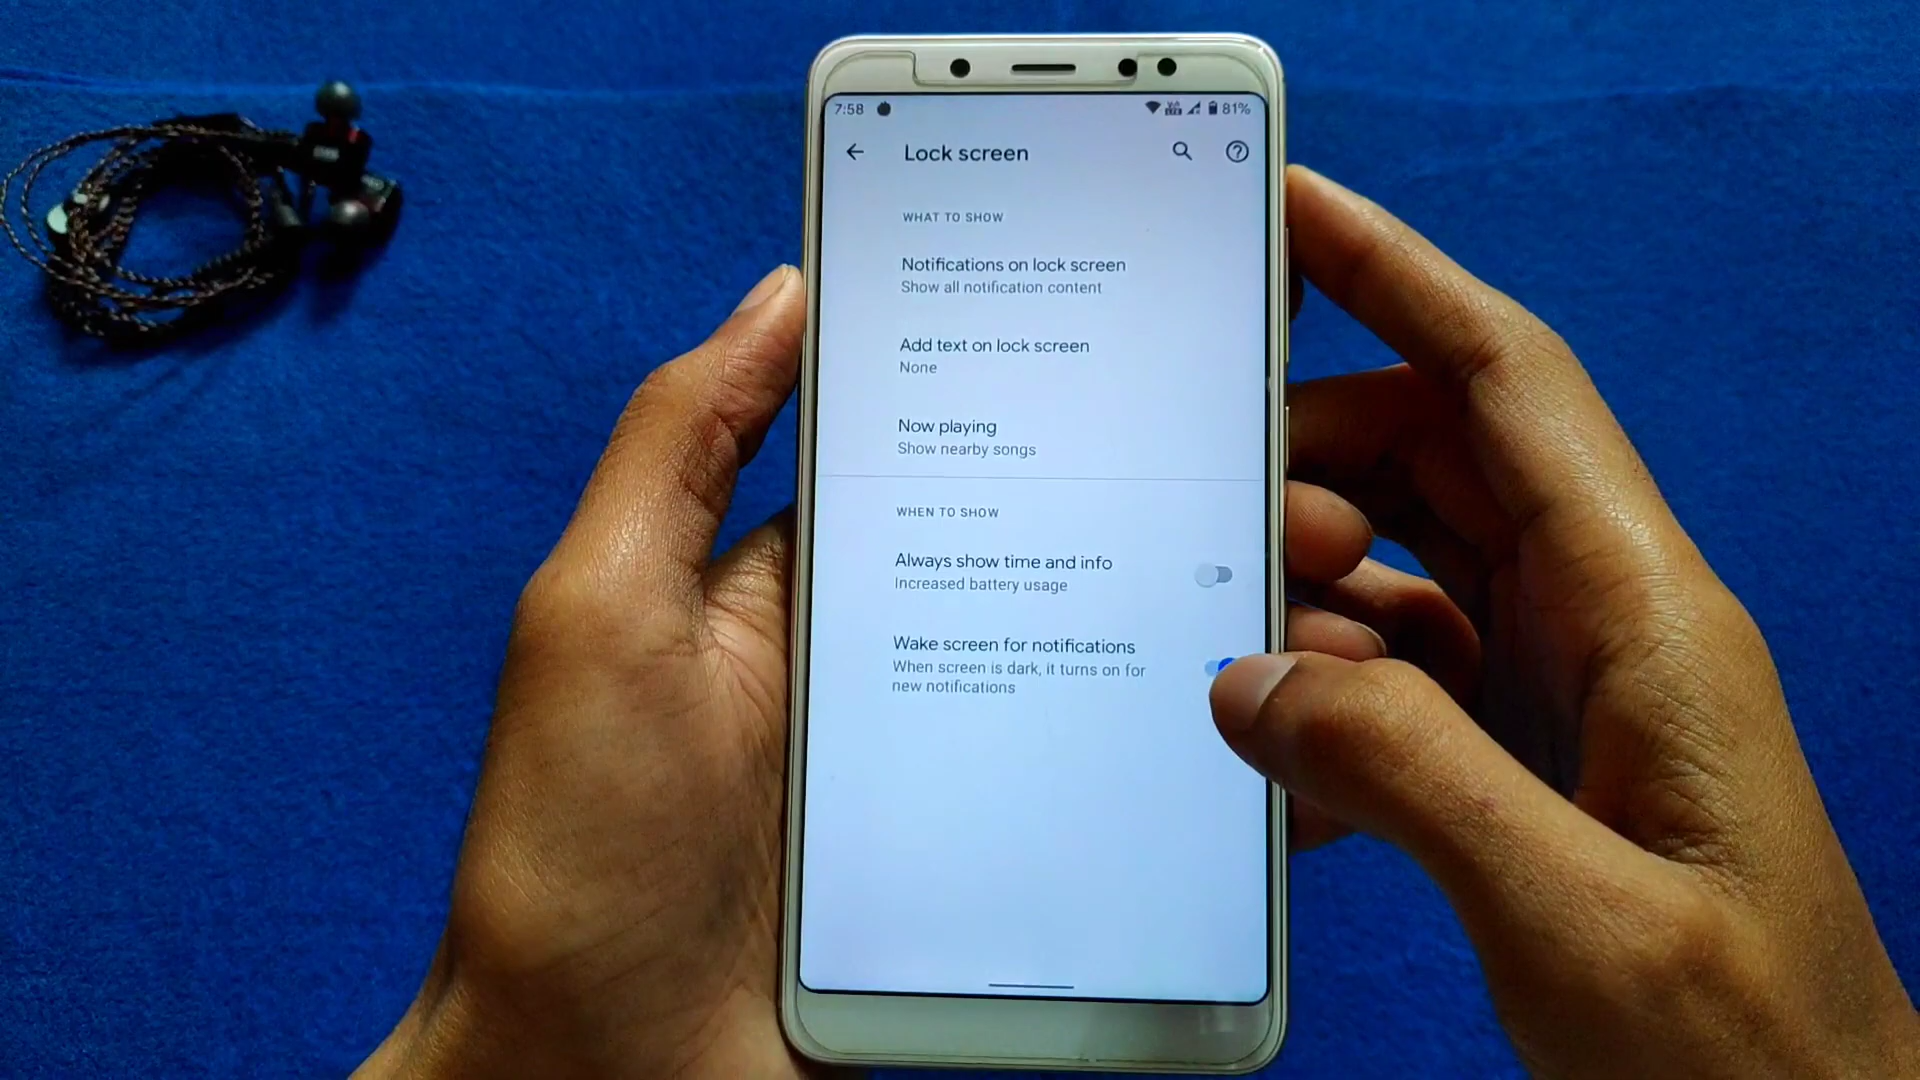 7:58 81%
Lock screen
WHAT TO SHOW
Notifications on lock screen
Show all notification content
Add text on lock screen
None
Now playing
Show nearby songs
WHEN TO SHOW
Always show time and info
Increased battery usage
Wake screen for notifications
When screen is dark, it turns on for
new notifications